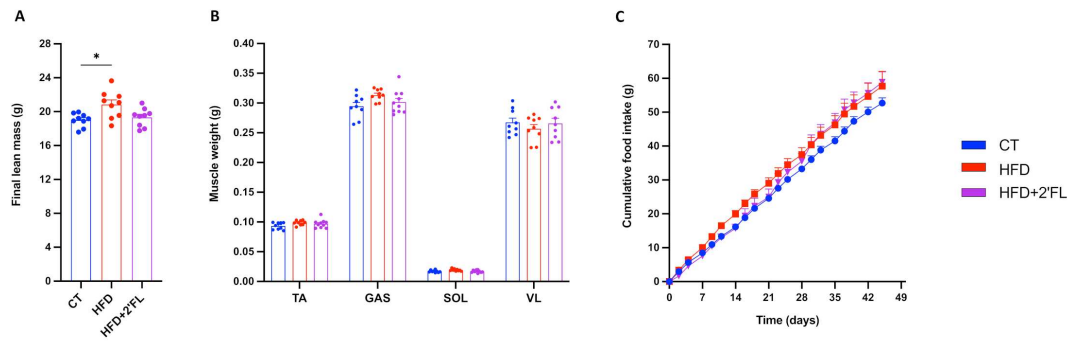 A
Final lean mass (g)
28
24
20
16
12
8
4
0
*
CT
HFD
HFD+2'FL
B
Muscle weight (g)
0.40
0.35
0.30
0.25
0.20
0.15
0.10
0.05
0.00
TA GAS SOL VL
C
Cumulative food intake (g)
70
60
50
40
30
20
10
0
0 7 14 21 28 35 42 49
Time (days)
CT
HFD
HFD+2'FL